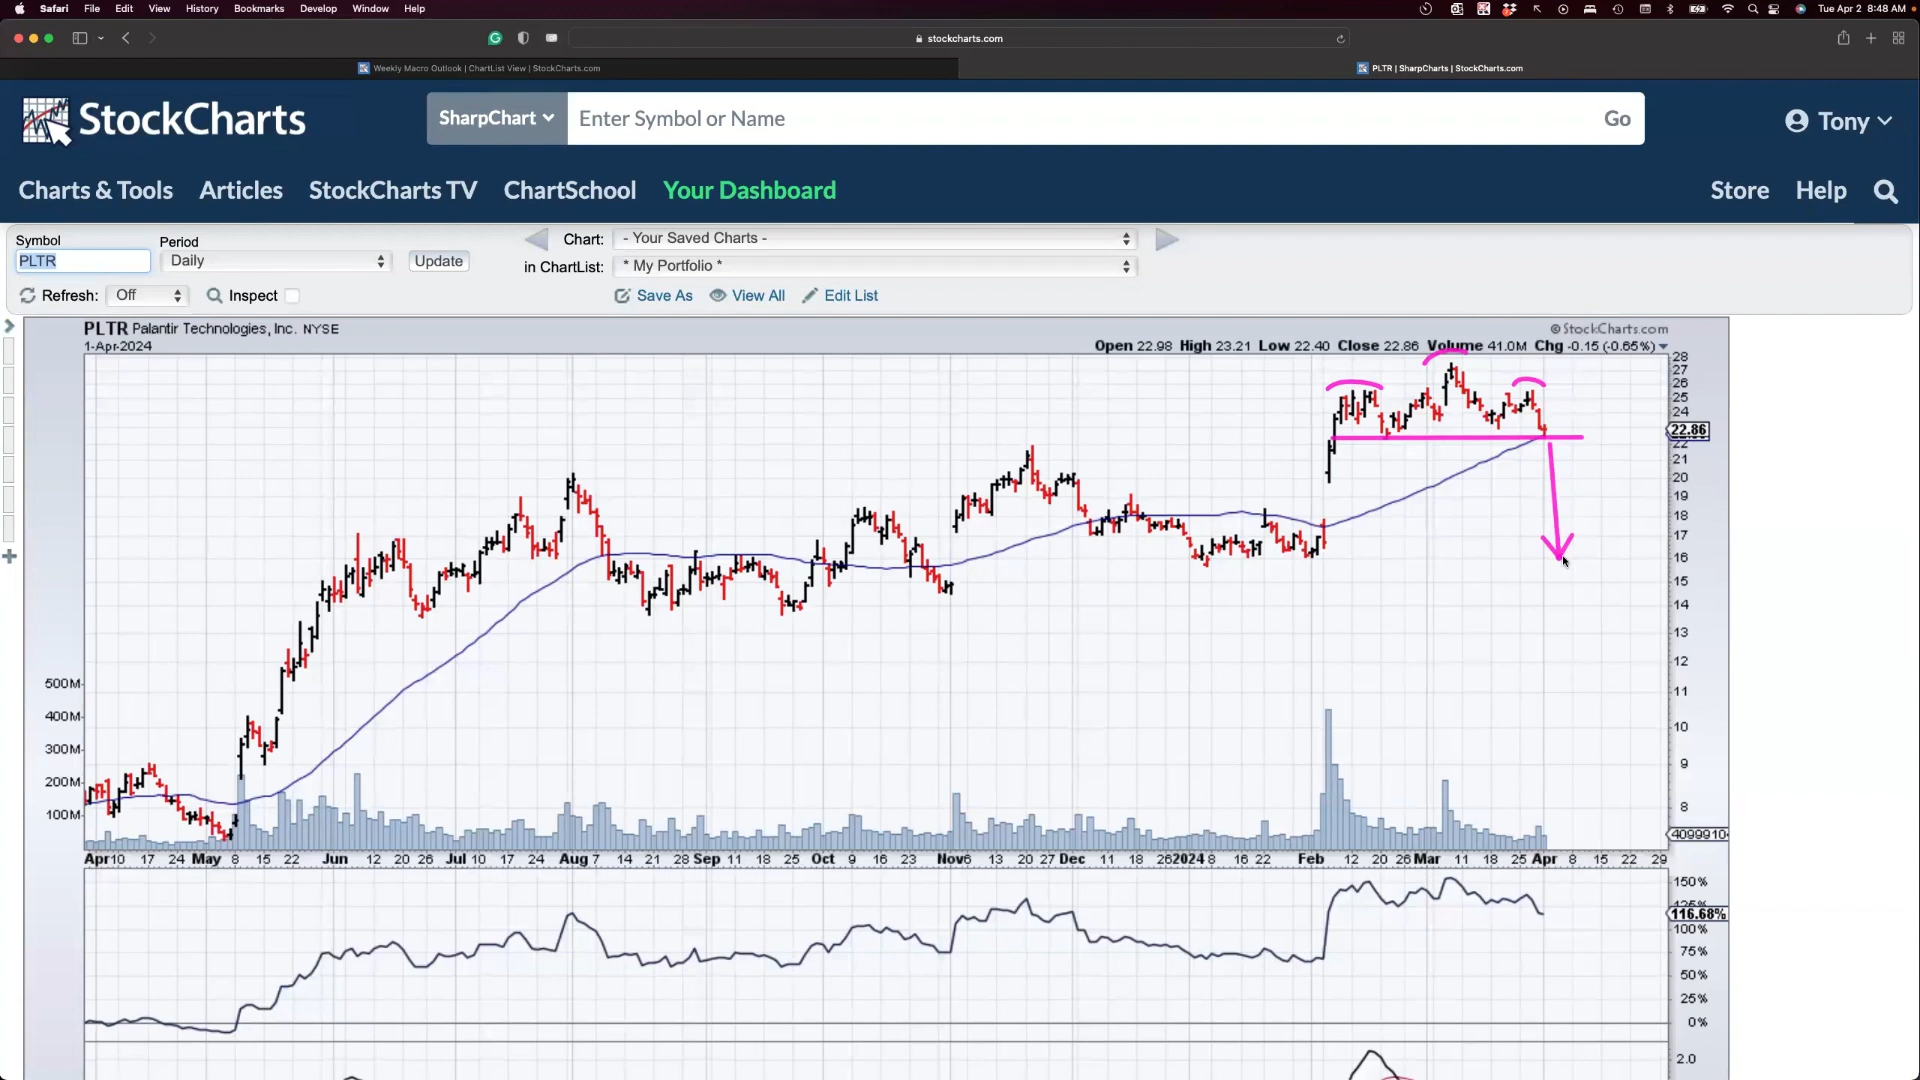 Safari File Edit View History Bookmarks Develop Window Help Tue Apr 2 8:48 AM
stockcharts.com
Weekly Macro Outlook | ChartList View | StockCharts.com PLTR | SharpCharts | StockCharts.com
StockCharts SharpChart Enter Symbol or Name Go Tony
Charts & Tools Articles StockCharts TV ChartSchool Your Dashboard Store Help
Symbol Period Chart: - Your Saved Charts -
PLTR Daily Update in ChartList: * My Portfolio *
Refresh: Off Inspect Save As View All Edit List
PLTR Palantir Technologies, Inc. NYSE © StockCharts.com
1-Apr-2024 Open 22.98 High 23.21 Low 22.40 Close 22.86 Volume 41.0M Chg -0.15 (-0.65%)
28
27
26
25
24
22.86
22
21
20
19
18
17
16
15
14
13
12
500M 11
400M 10
300M 9
200M
100M 8
4099910
Apr 10 17 24 May 8 15 22 Jun 12 20 26 Jul 10 17 24 Aug 7 14 21 28 Sep 11 18 25 Oct 9 16 23 Nov 6 13 20 27 Dec 11 18 26 2024 8 16 22 Feb 12 20 26 Mar 11 18 25 Apr 8 15 22 29
150%
125%
116.68%
100%
75%
50%
25%
0%
2.0